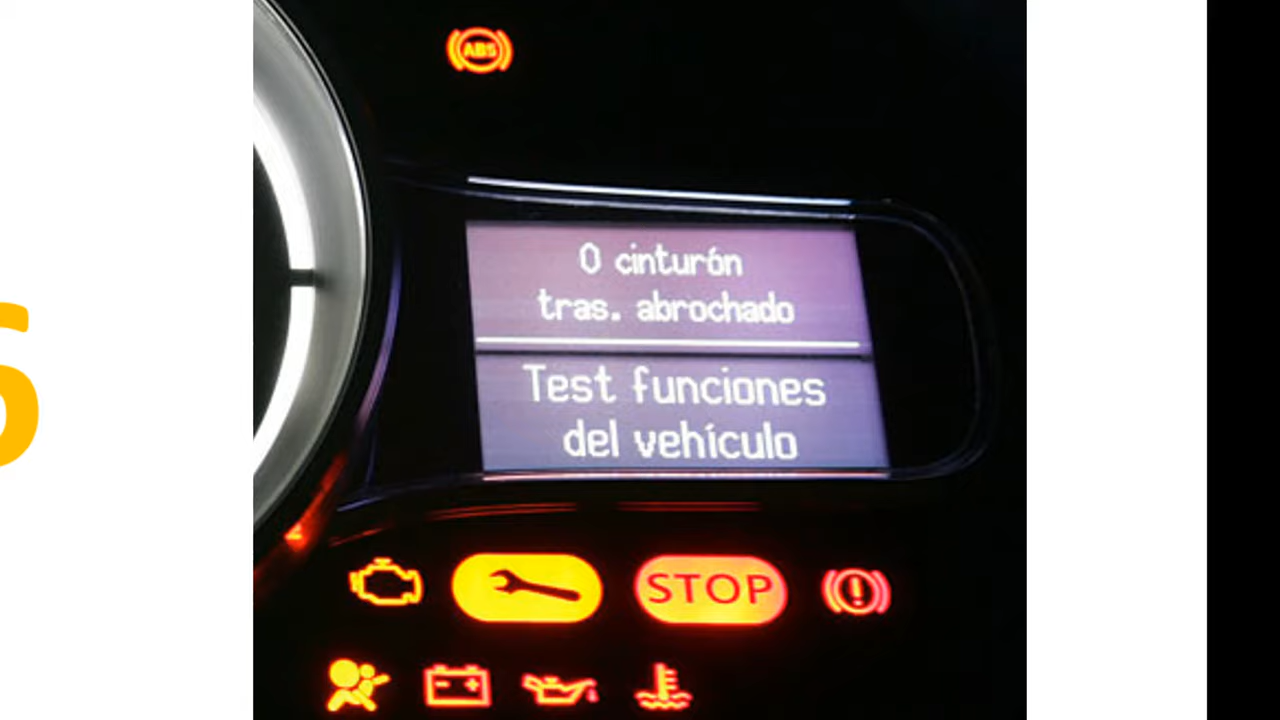 ABS
0 cinturón
tras. abrochado
Test funciones
del vehículo
STOP